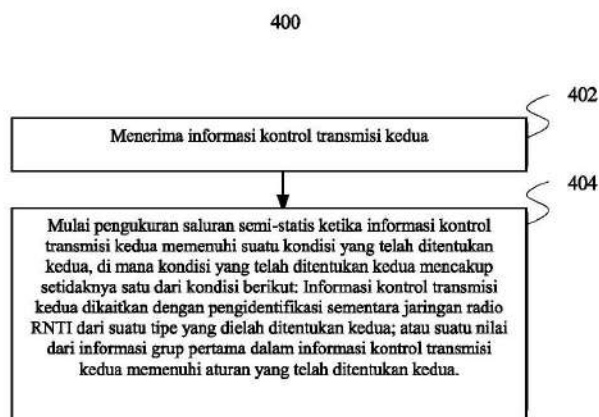 400
402
Menerima informasi kontrol transmisi kedua
404
Mulai pengukuran saluran semi-statis ketika informasi kontrol
transmisi kedua memenuhi suatu kondisi yang telah ditentukan
kedua, di mana kondisi yang telah ditentukan kedua mencakup
setidaknya satu dari kondisi berikut: Informasi kontrol transmisi
kedua dikaitkan dengan pengidentifikasi sementara jaringan radio
RNTI dari suatu tipe yang dielah ditentukan kedua; atau suatu nilai
dari informasi grup pertama dalam informasi kontrol transmisi
kedua memenuhi aturan yang telah ditentukan kedua.